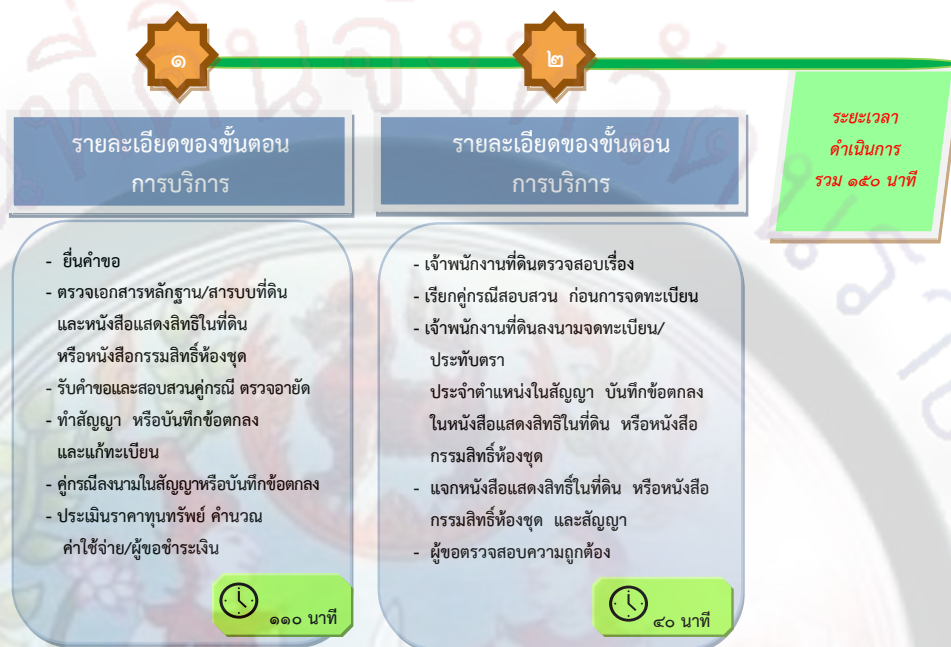 ๑
๒
รายละเอียดของขั้นตอน
การบริการ
- ยื่นคำขอ
- ตรวจเอกสารหลักฐาน/สารบบที่ดิน
และหนังสือแสดงสิทธิในที่ดิน
หรือหนังสือกรรมสิทธิ์ห้องชุด
- รับคำขอและสอบสวนคู่กรณี ตรวจอายัด
- ทำสัญญา หรือบันทึกข้อตกลง
และแก้ทะเบียน
- คู่กรณีลงนามในสัญญาหรือบันทึกข้อตกลง
- ประเมินราคาทุนทรัพย์ คำนวณ
ค่าใช้จ่าย/ผู้ขอชำระเงิน
๑๑๐ นาที
รายละเอียดของขั้นตอน
การบริการ
- เจ้าพนักงานที่ดินตรวจสอบเรื่อง
- เรียกคู่กรณีสอบสวน ก่อนการจดทะเบียน
- เจ้าพนักงานที่ดินลงนามจดทะเบียน/
ประทับตรา
ประจำตำแหน่งในสัญญา บันทึกข้อตกลง
ในหนังสือแสดงสิทธิในที่ดิน หรือหนังสือ
กรรมสิทธิ์ห้องชุด
- แจกหนังสือแสดงสิทธิ์ในที่ดิน หรือหนังสือ
กรรมสิทธิ์ห้องชุด และสัญญา
- ผู้ขอตรวจสอบความถูกต้อง
๔๐ นาที
ระยะเวลา
ดำเนินการ
รวม ๑๕๐ นาที